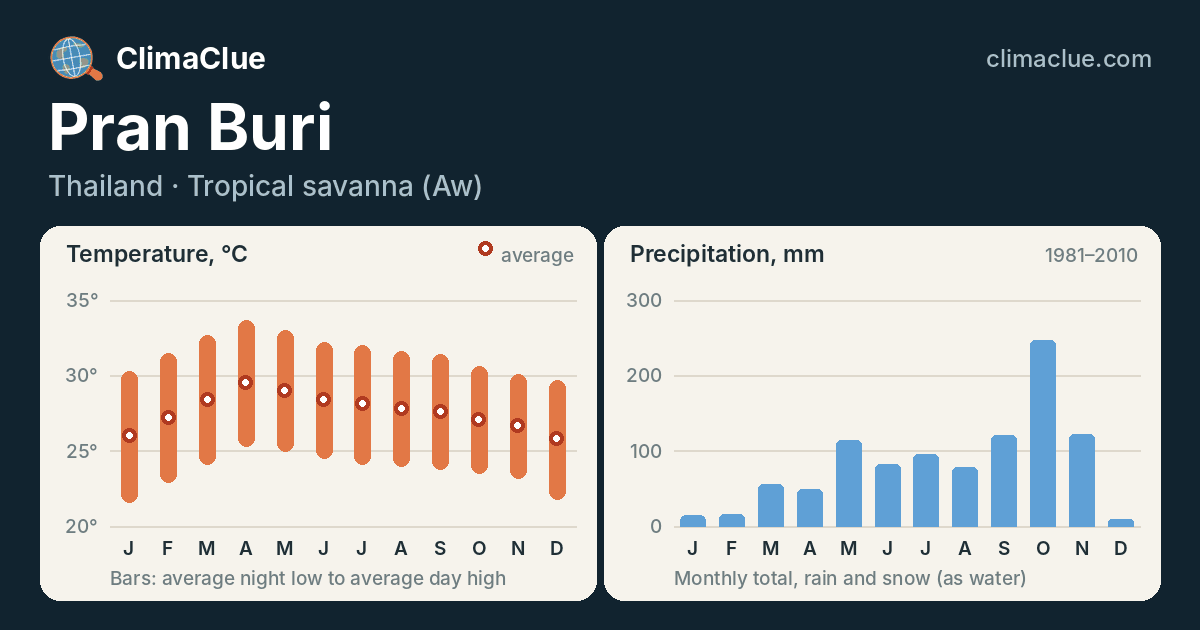 ClimaClue
climaclue.com
Pran Buri
Thailand · Tropical savanna (Aw)
Temperature, °C
average
35°
30°
25°
20°
J F M A M J J A S O N D
Bars: average night low to average day high
Precipitation, mm
1981–2010
300
200
100
0
J F M A M J J A S O N D
Monthly total, rain and snow (as water)